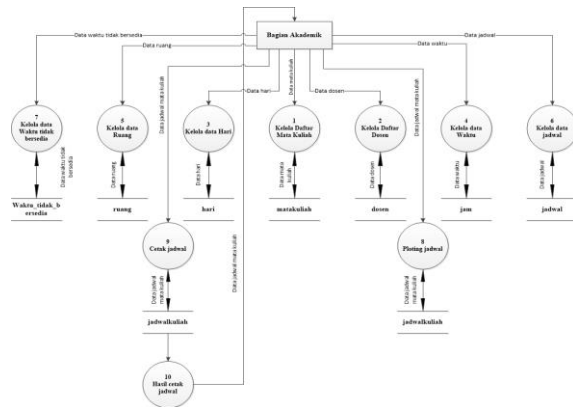 Data waktu tidak bersedia
Data ruang
Bagian Akademik
Data waktu
Data jadwal
Data hari
Data mata kuliah
Data dosen
Data jadwal mata kuliah
Data jadwal mata kuliah
Data jadwal mata kuliah
7
Kelola data
Waktu tidak
bersedia
5
Kelola data
Ruang
3
Kelola data Hari
1
Kelola Daftar
Mata Kuliah
2
Kelola Daftar
Dosen
4
Kelola data
Waktu
6
Kelola data
jadwal
Data waktu tidak
bersedia
Data ruang
Data hari
Data mata
kuliah
Data waktu
Data jadwal
Waktu_tidak_b
ersedia
ruang
hari
matakuliah
dosen
jam
jadwal
9
Cetak jadwal
8
Ploting jadwal
Data jadwal
mata kuliah
Data jadwal
mata kuliah
jadwalkuliah
jadwalkuliah
10
Hasil cetak
jadwal